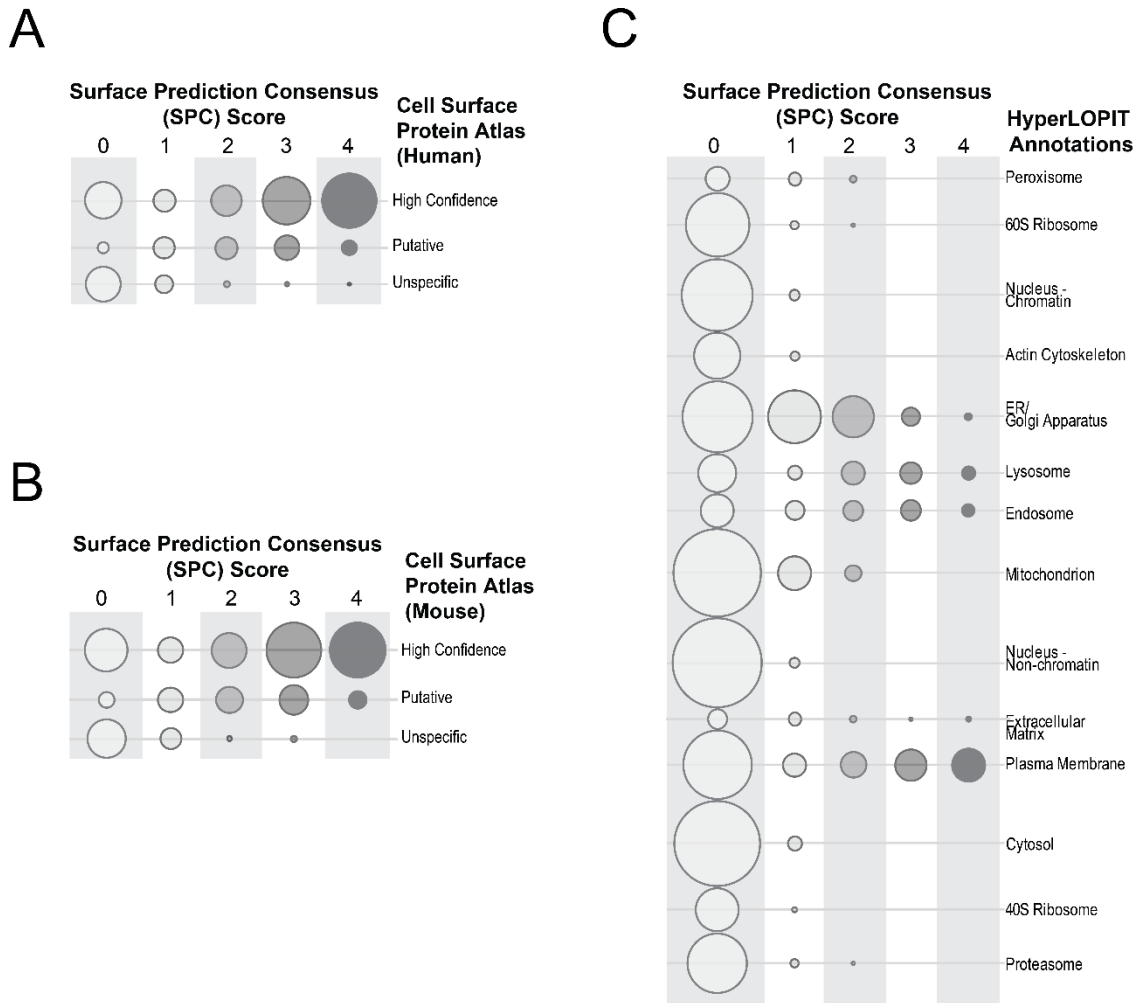 A
Surface Prediction Consensus
(SPC) Score
Cell Surface
Protein Atlas
(Human)
0 1 2 3 4
High Confidence
Putative
Unspecific
B
Surface Prediction Consensus
(SPC) Score
Cell Surface
Protein Atlas
(Mouse)
0 1 2 3 4
High Confidence
Putative
Unspecific
C
Surface Prediction Consensus
(SPC) Score
HyperLOPIT
Annotations
0 1 2 3 4
Peroxisome
60S Ribosome
Nucleus -
Chromatin
Actin Cytoskeleton
ER/
Golgi Apparatus
Lysosome
Endosome
Mitochondrion
Nucleus -
Non-chromatin
Extracellular
Matrix
Plasma Membrane
Cytosol
40S Ribosome
Proteasome